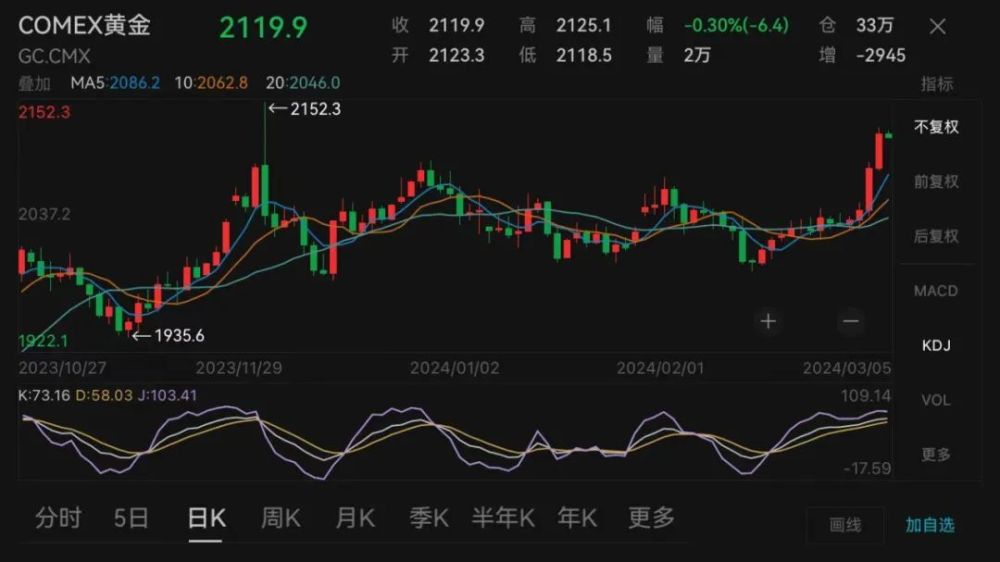 COMEX黄金 2119.9 收 2119.9 高 2125.1 幅 -0.30%(-6.4) 仓 33万
GC.CMX 开 2123.3 低 2118.5 量 2万 增 -2945
叠加 MA5:2086.2 10:2062.8 20:2046.0 指标
2152.3
←2152.3
不复权
前复权
2037.2
后复权
MACD
+ −
←1935.6
1922.1
KDJ
2023/10/27 2023/11/29 2024/01/02 2024/02/01 2024/03/05
K:73.16 D:58.03 J:103.41 109.14
VOL
更多
-17.59
分时 5日 日K 周K 月K 季K 半年K 年K 更多 画线 加自选